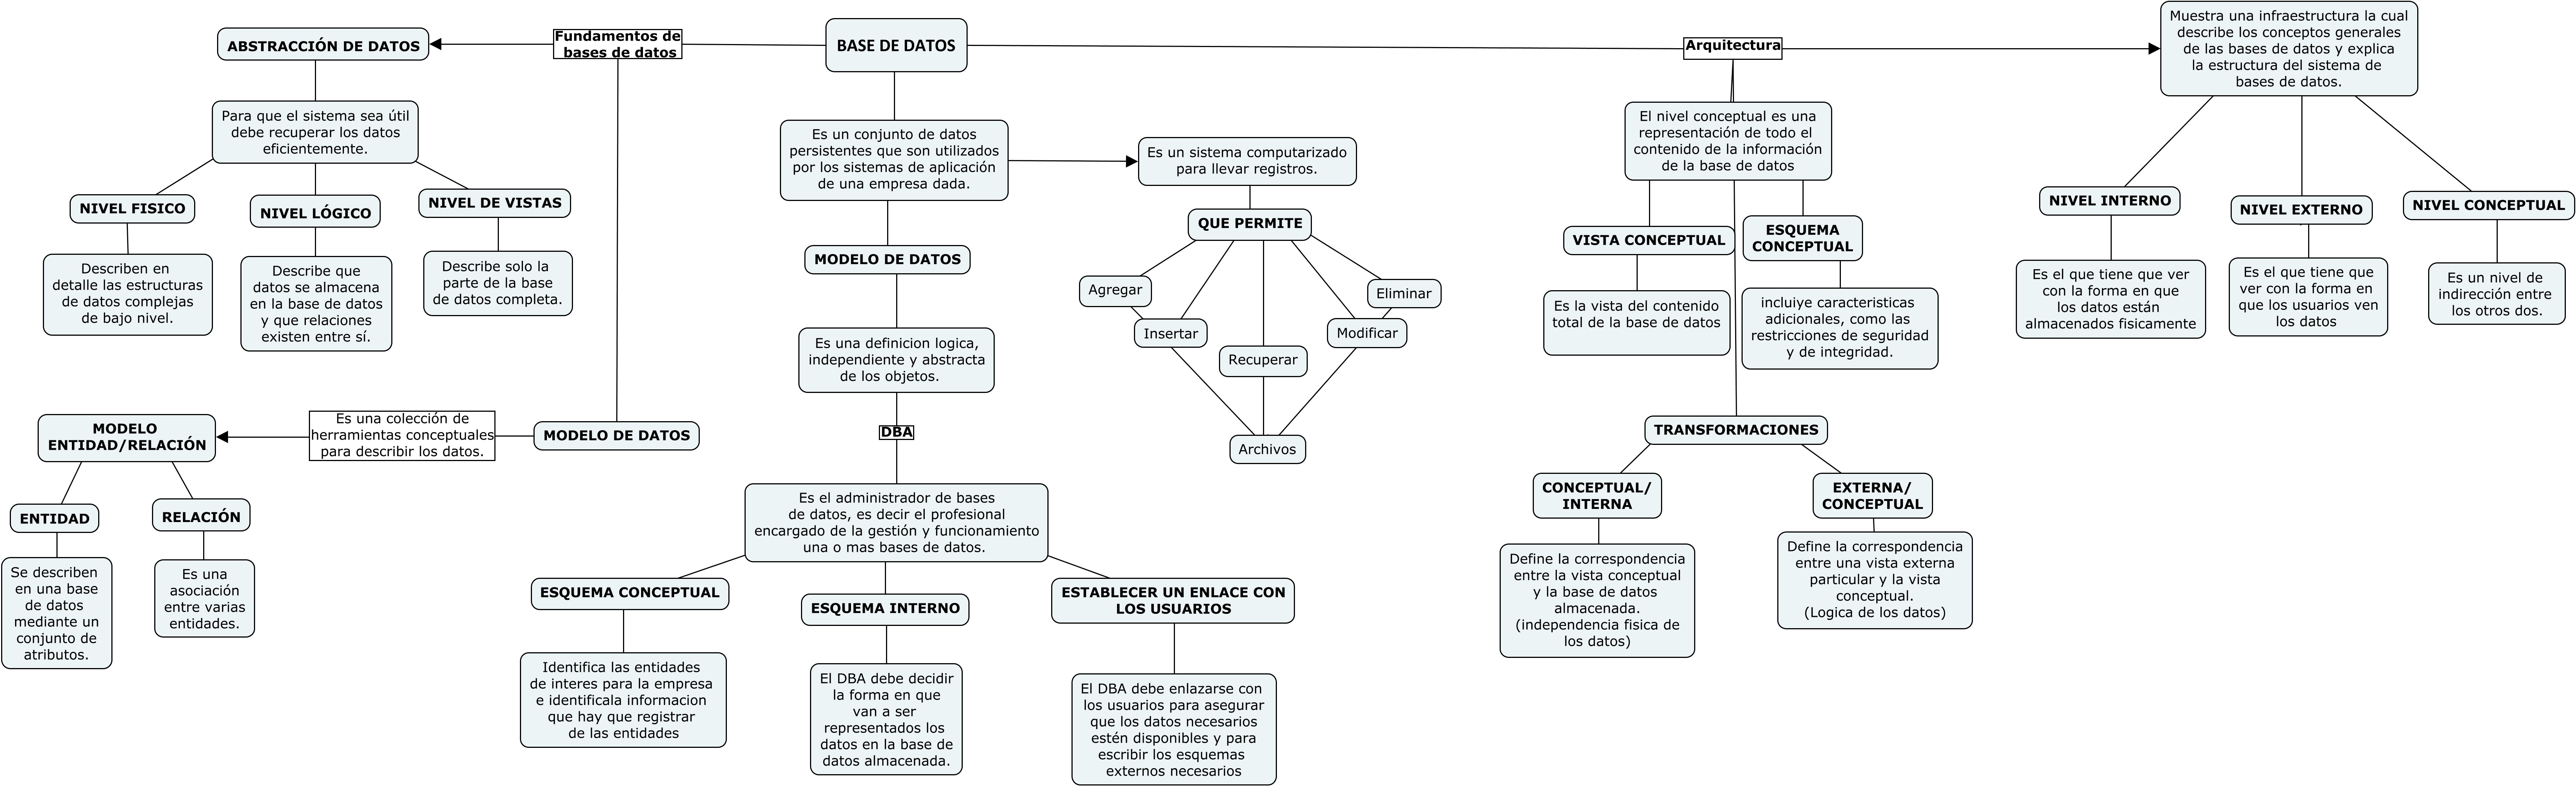 BASE DE DATOS
Fundamentos de
bases de datos
ABSTRACCIÓN DE DATOS
Para que el sistema sea útil
debe recuperar los datos
eficientemente.
NIVEL FISICO
Describen en
detalle las estructuras
de datos complejas
de bajo nivel.
NIVEL LÓGICO
Describe que
datos se almacena
en la base de datos
y que relaciones
existen entre sí.
NIVEL DE VISTAS
Describe solo la
parte de la base
de datos completa.
MODELO DE DATOS
Es una colección de
herramientas conceptuales
para describir los datos.
MODELO
ENTIDAD/RELACIÓN
ENTIDAD
Se describen
en una base
de datos
mediante un
conjunto de
atributos.
RELACIÓN
Es una
asociación
entre varias
entidades.
Es un conjunto de datos
persistentes que son utilizados
por los sistemas de aplicación
de una empresa dada.
MODELO DE DATOS
Es una definicion logica,
independiente y abstracta
de los objetos.
DBA
Es el administrador de bases
de datos, es decir el profesional
encargado de la gestión y funcionamiento
una o mas bases de datos.
ESQUEMA CONCEPTUAL
Identifica las entidades
de interes para la empresa
e identificala informacion
que hay que registrar
de las entidades
ESQUEMA INTERNO
El DBA debe decidir
la forma en que
van a ser
representados los
datos en la base de
datos almacenada.
ESTABLECER UN ENLACE CON
LOS USUARIOS
El DBA debe enlazarse con
los usuarios para asegurar
que los datos necesarios
estén disponibles y para
escribir los esquemas
externos necesarios
Es un sistema computarizado
para llevar registros.
QUE PERMITE
Agregar
Insertar
Recuperar
Modificar
Eliminar
Archivos
Arquitectura
El nivel conceptual es una
representación de todo el
contenido de la información
de la base de datos
VISTA CONCEPTUAL
Es la vista del contenido
total de la base de datos
ESQUEMA
CONCEPTUAL
incluiye caracteristicas
adicionales, como las
restricciones de seguridad
y de integridad.
TRANSFORMACIONES
CONCEPTUAL/
INTERNA
Define la correspondencia
entre la vista conceptual
y la base de datos
almacenada.
(independencia fisica de
los datos)
EXTERNA/
CONCEPTUAL
Define la correspondencia
entre una vista externa
particular y la vista
conceptual.
(Logica de los datos)
Muestra una infraestructura la cual
describe los conceptos generales
de las bases de datos y explica
la estructura del sistema de
bases de datos.
NIVEL INTERNO
Es el que tiene que ver
con la forma en que
los datos están
almacenados fisicamente
NIVEL EXTERNO
Es el que tiene que
ver con la forma en
que los usuarios ven
los datos
NIVEL CONCEPTUAL
Es un nivel de
indirección entre
los otros dos.